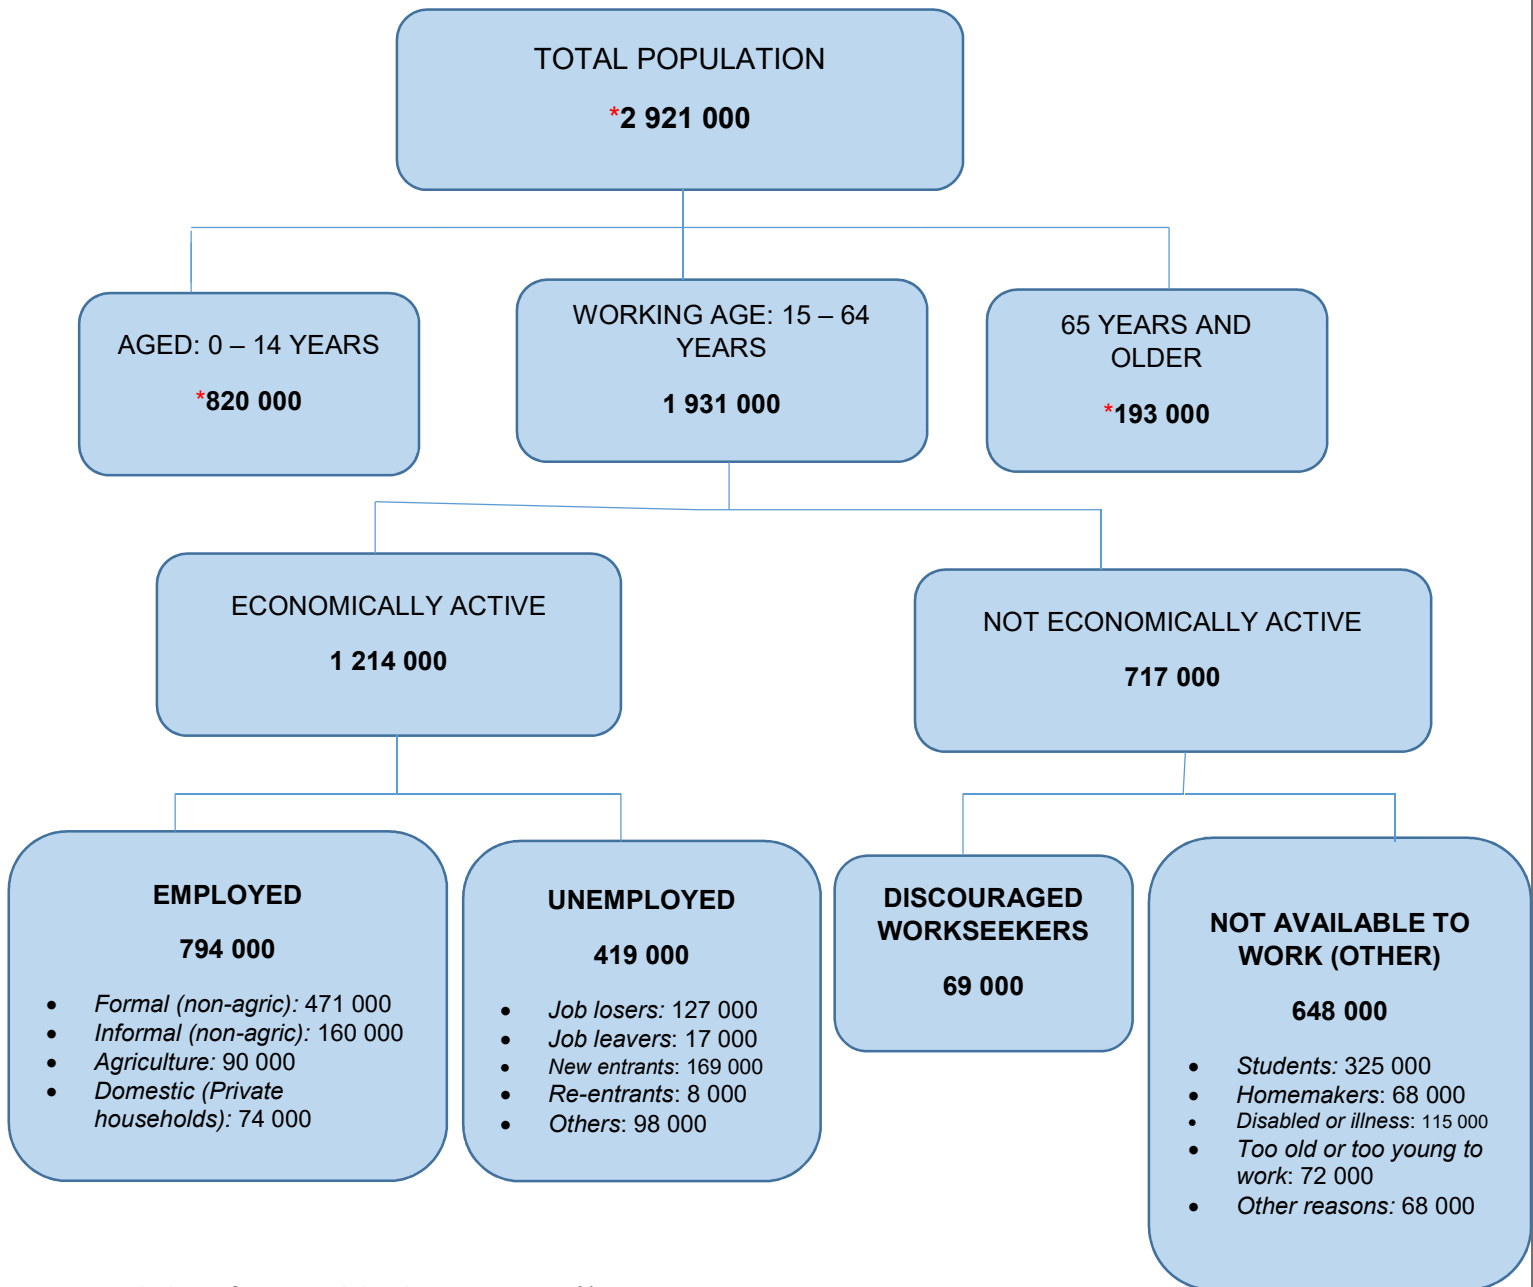 TOTAL POPULATION
*2 921 000
AGED: 0 – 14 YEARS
*820 000
WORKING AGE: 15 – 64
YEARS
1 931 000
65 YEARS AND
OLDER
*193 000
ECONOMICALLY ACTIVE
1 214 000
NOT ECONOMICALLY ACTIVE
717 000
EMPLOYED
794 000
• Formal (non-agric): 471 000
• Informal (non-agric): 160 000
• Agriculture: 90 000
• Domestic (Private
households): 74 000
UNEMPLOYED
419 000
• Job losers: 127 000
• Job leavers: 17 000
• New entrants: 169 000
• Re-entrants: 8 000
• Others: 98 000
DISCOURAGED
WORKSEEKERS
69 000
NOT AVAILABLE TO
WORK (OTHER)
648 000
• Students: 325 000
• Homemakers: 68 000
• Disabled or illness: 115 000
• Too old or too young to
work: 72 000
• Other reasons: 68 000